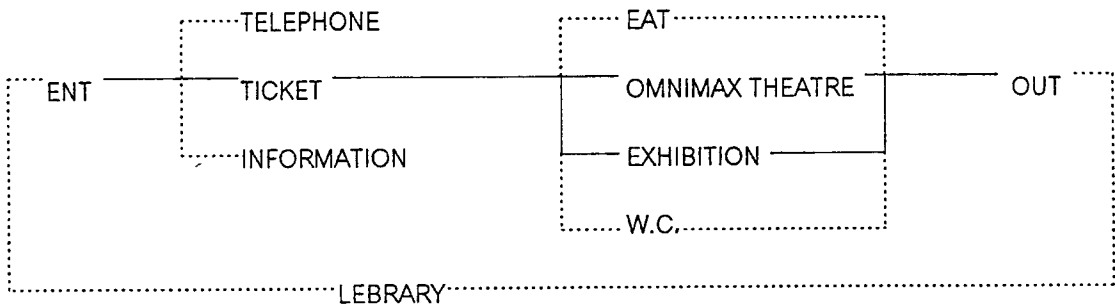 TELEPHONE EAT
ENT TICKET OMNIMAX THEATRE OUT
INFORMATION EXHIBITION
W.C.
LEBRARY